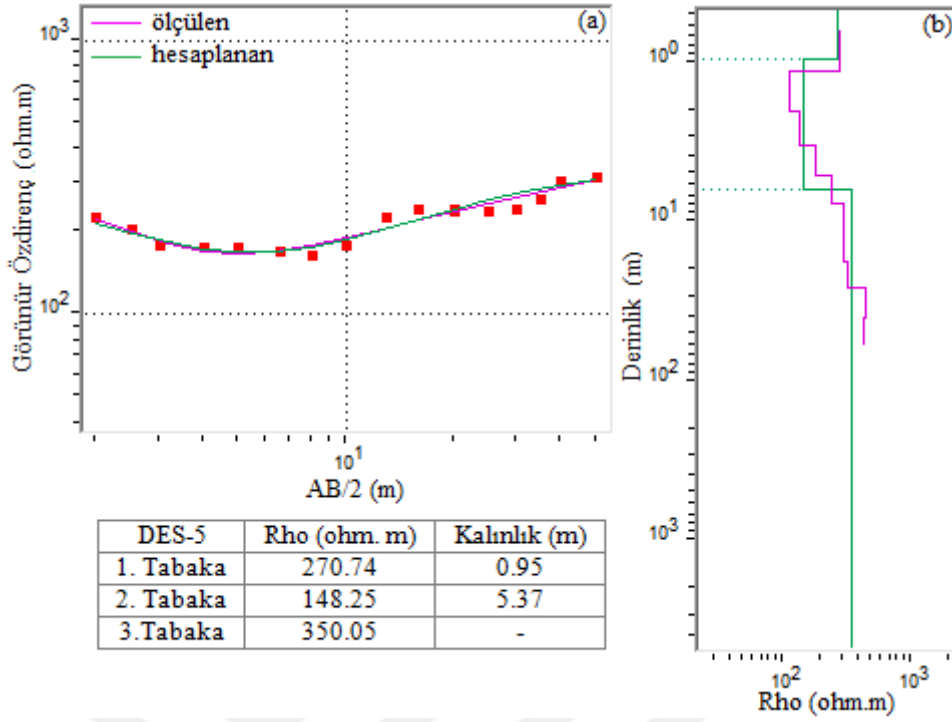 (a)
ölçülen
hesaplanan
10³
10²
Görünür Özdirenç (ohm.m)
10¹
AB/2 (m)
(b)
10⁰
10¹
10²
10³
Derinlik (m)
10² 10³
Rho (ohm.m)
DES-5 Rho (ohm. m) Kalınlık (m)
1. Tabaka 270.74 0.95
2. Tabaka 148.25 5.37
3.Tabaka 350.05 -